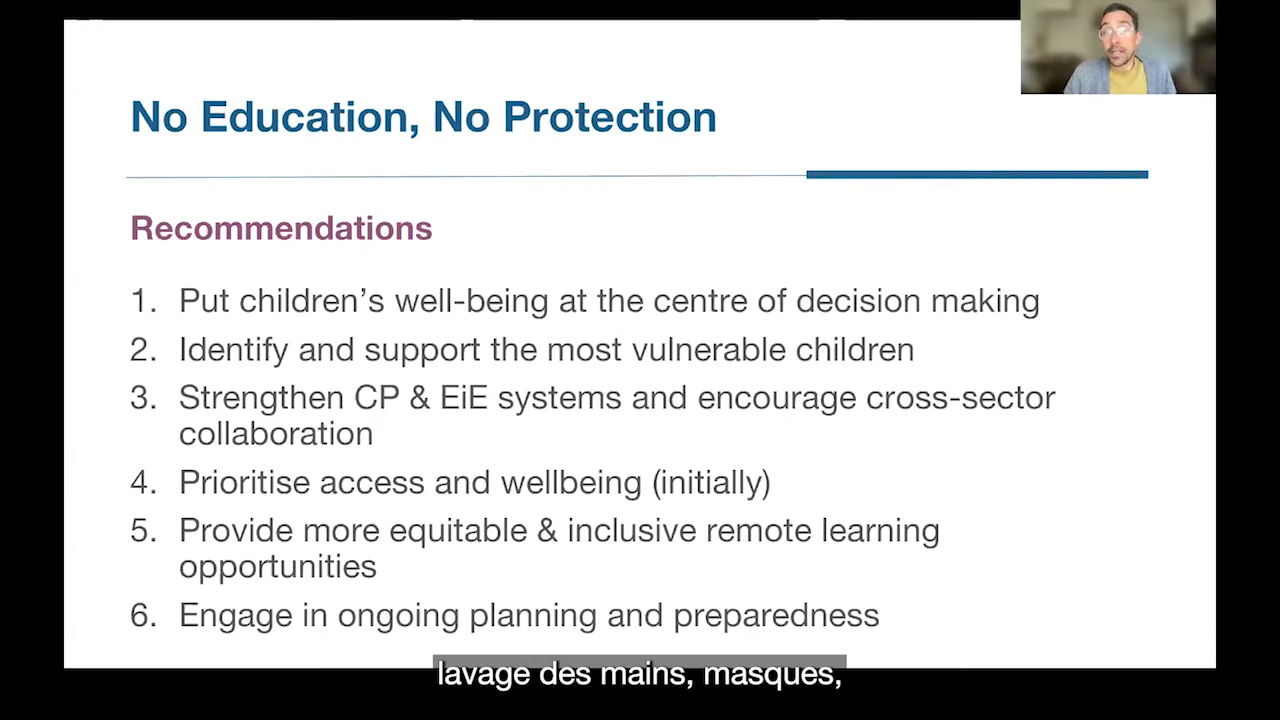 No Education, No Protection
Recommendations
1. Put children’s well-being at the centre of decision making
2. Identify and support the most vulnerable children
3. Strengthen CP & EiE systems and encourage cross-sector
collaboration
4. Prioritise access and wellbeing (initially)
5. Provide more equitable & inclusive remote learning
opportunities
6. Engage in ongoing planning and preparedness
lavage des mains, masques,